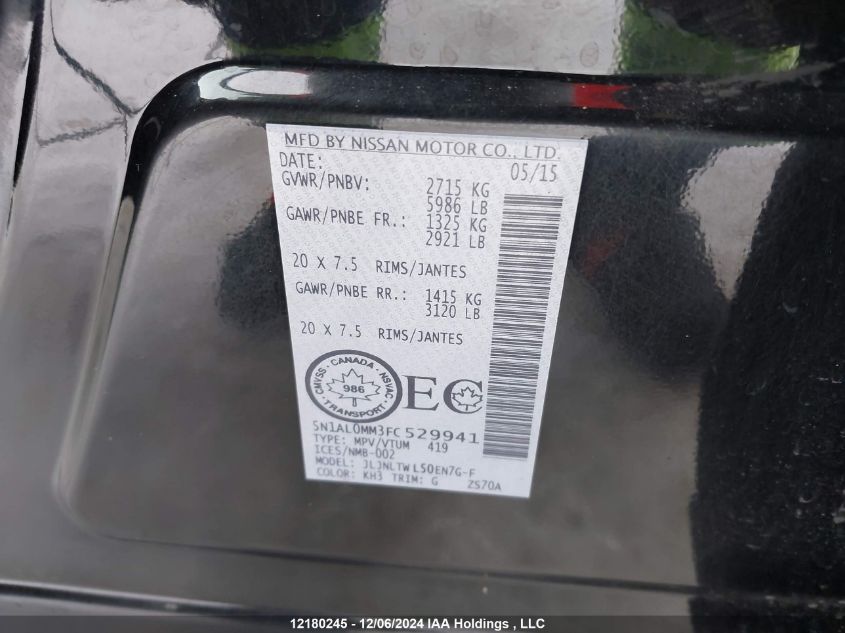 MFD BY NISSAN MOTOR CO., LTD.
DATE: 05/15
GVWR/PNBV: 2715 KG
5986 LB
GAWR/PNBE FR.: 1325 KG
2921 LB
20 X 7.5 RIMS/JANTES
GAWR/PNBE RR.: 1415 KG
3120 LB
20 X 7.5 RIMS/JANTES
CANADA
CMVSS · NSVAC
986
TRANSPORT
EC
5N1AL0MM3FC529941
TYPE: MPV/VTUM 419
ICES/NMB-002
MODEL: JLJNLTWL50EN7G-F
COLOR: KH3 TRIM: G ZS70A
12180245 - 12/06/2024 IAA Holdings , LLC